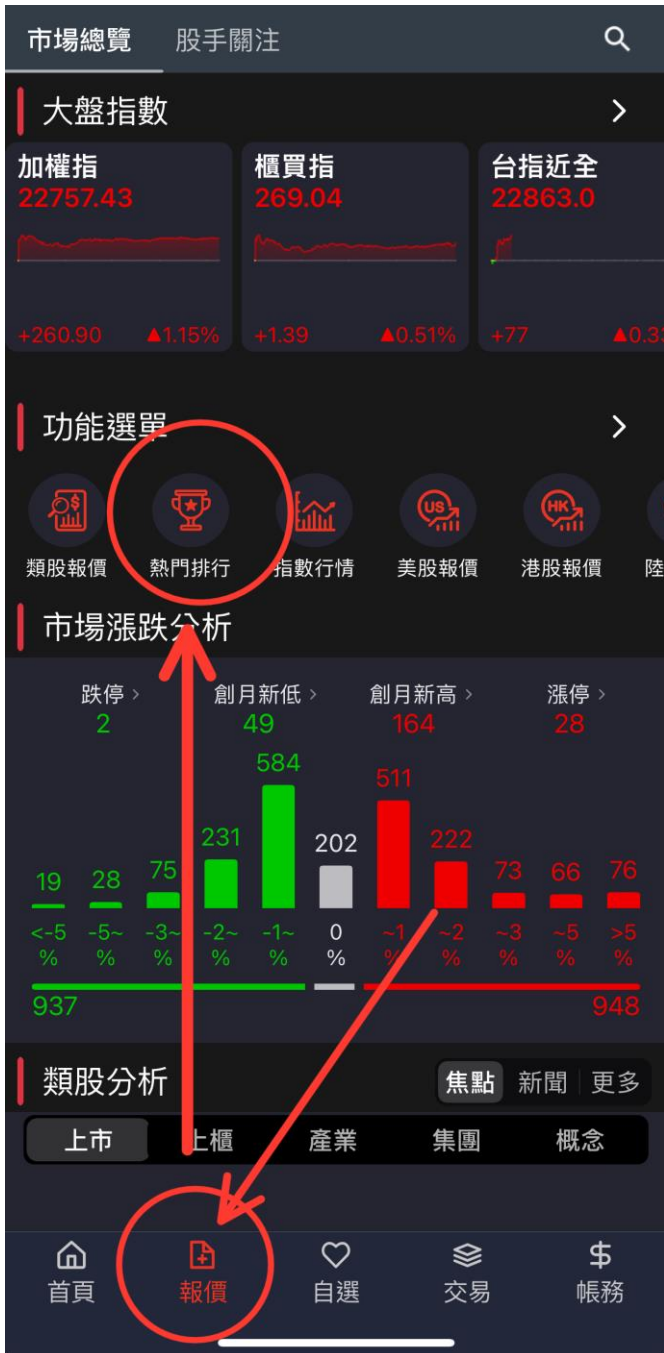 市場總覽 股手關注
大盤指數
加權指 櫃買指 台指近全
22757.43 269.04 22863.0
+260.90 ▲1.15% +1.39 ▲0.51% +77 ▲0.3
功能選單
US HK
類股報價 熱門排行 指數行情 美股報價 港股報價 陸
市場漲跌分析
跌停 創月新低 創月新高 漲停
2 49 164 28
584 511
231 202 222
19 28 75 73 66 76
<-5 -5~ -3~ -2~ -1~ 0 ~1 ~2 ~3 ~5 >5
% % % % % % % % % % %
937 948
類股分析 焦點 新聞 更多
上市 上櫃 產業 集團 概念
首頁 報價 自選 交易 帳務